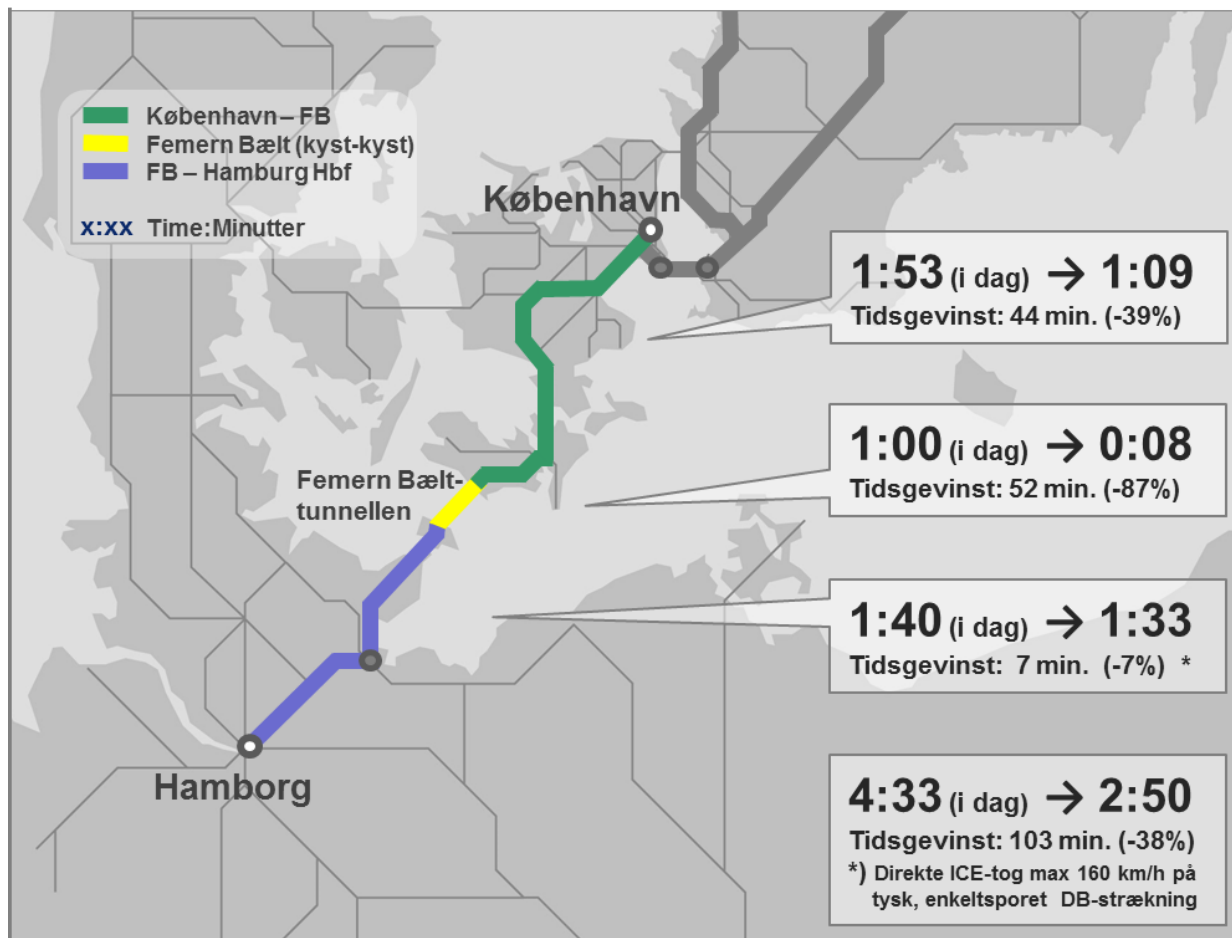 København – FB
Femern Bælt (kyst-kyst)
FB – Hamburg Hbf
x:xx Time:Minutter
København
1:53 (i dag) → 1:09
Tidsgevinst: 44 min. (-39%)
1:00 (i dag) → 0:08
Tidsgevinst: 52 min. (-87%)
Femern Bælt-
tunnellen
1:40 (i dag) → 1:33
Tidsgevinst: 7 min. (-7%) *
Hamborg
4:33 (i dag) → 2:50
Tidsgevinst: 103 min. (-38%)
*) Direkte ICE-tog max 160 km/h på
tysk, enkeltsporet DB-strækning